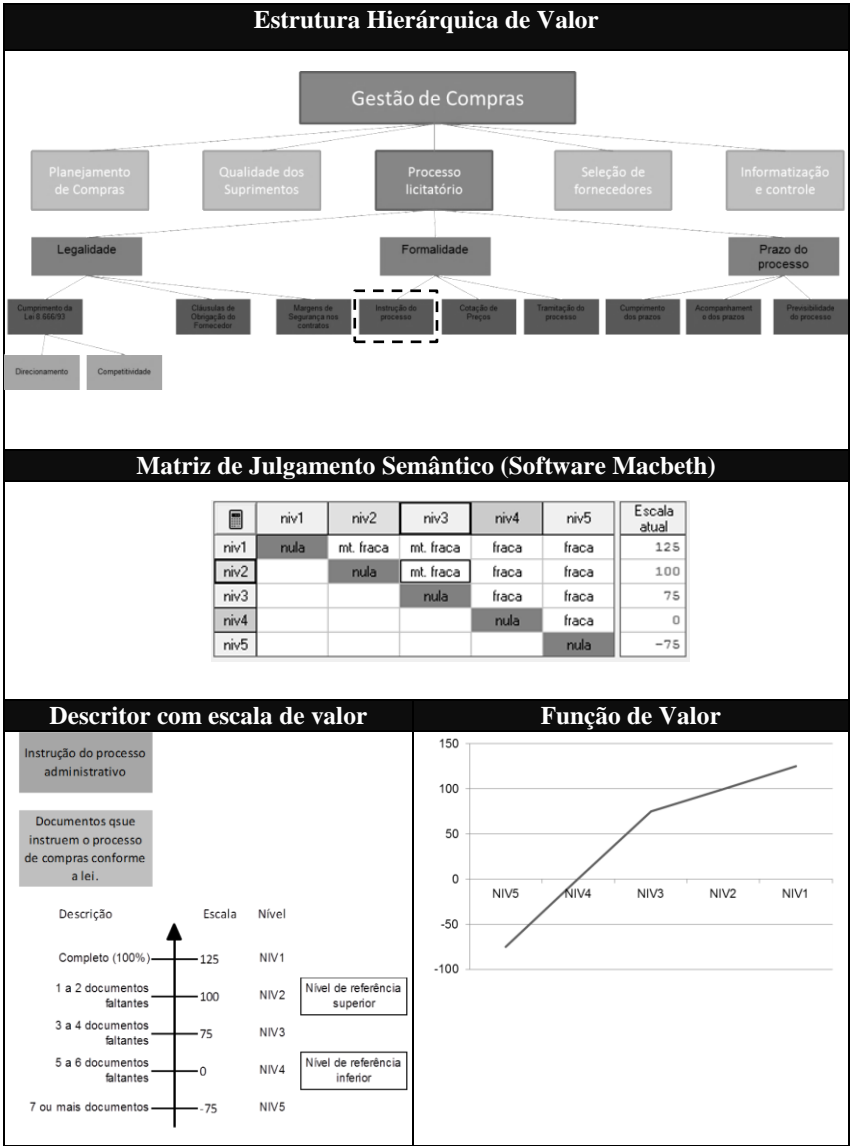 Estrutura Hierárquica de Valor
Gestão de Compras
Planejamento
de Compras
Qualidade dos
Suprimentos
Processo
licitatório
Seleção de
fornecedores
Informatização
e controle
Legalidade
Formalidade
Prazo do
processo
Cumprimento da
Lei 8.666/93
Cláusulas de
Obrigação do
Fornecedor
Margens de
Segurança nos
contratos
Instrução do
processo
Cotação de
Preços
Tramitação do
processo
Cumprimento
dos prazos
Acompanhament
o dos prazos
Previsibilidade
do processo
Direcionamento
Competitividade
Matriz de Julgamento Semântico (Software Macbeth)
niv1 niv2 niv3 niv4 niv5 Escala
atual
niv1 nula mt. fraca mt. fraca fraca fraca 125
niv2 nula mt. fraca fraca fraca 100
niv3 nula fraca fraca 75
niv4 nula fraca 0
niv5 nula -75
Descritor com escala de valor
Instrução do processo
administrativo
Documentos qsue
instruem o processo
de compras conforme
a lei.
Descrição Escala Nível
Completo (100%) 125 NIV1
1 a 2 documentos
faltantes 100 NIV2 Nível de referência
superior
3 a 4 documentos
faltantes 75 NIV3
5 a 6 documentos
faltantes 0 NIV4 Nível de referência
inferior
7 ou mais documentos -75 NIV5
Função de Valor
150
100
50
0
-50
-100
NIV5 NIV4 NIV3 NIV2 NIV1